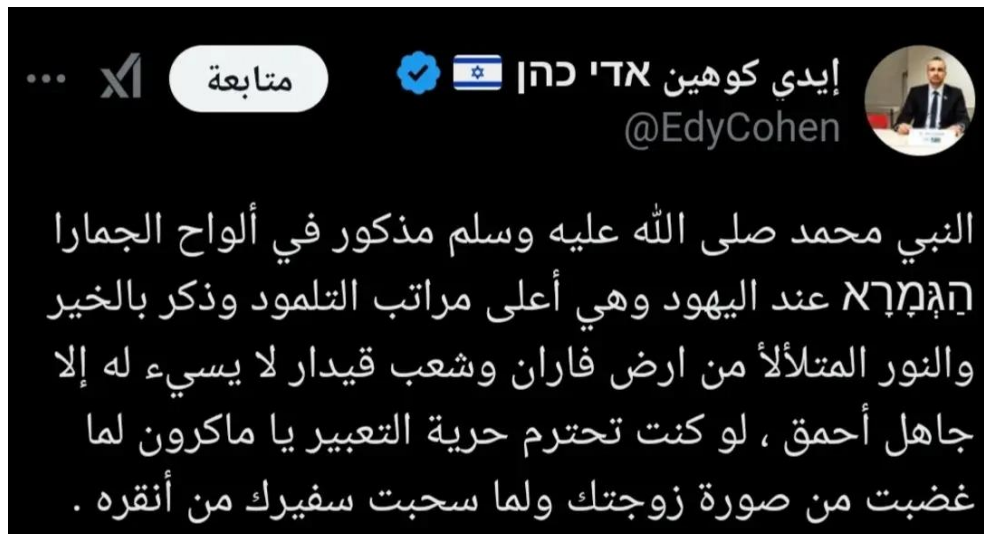 إيدي كوهين אדי כהן
متابعة
@EdyCohen
النبي محمد صلى الله عليه وسلم مذكور في ألواح الجمارا
הַגְּמָרָא عند اليهود وهي أعلى مراتب التلمود وذكر بالخير
والنور المتلألأ من ارض فاران وشعب قيدار لا يسيء له إلا
جاهل أحمق ، لو كنت تحترم حرية التعبير يا ماكرون لما
غضبت من صورة زوجتك ولما سحبت سفيرك من أنقره .